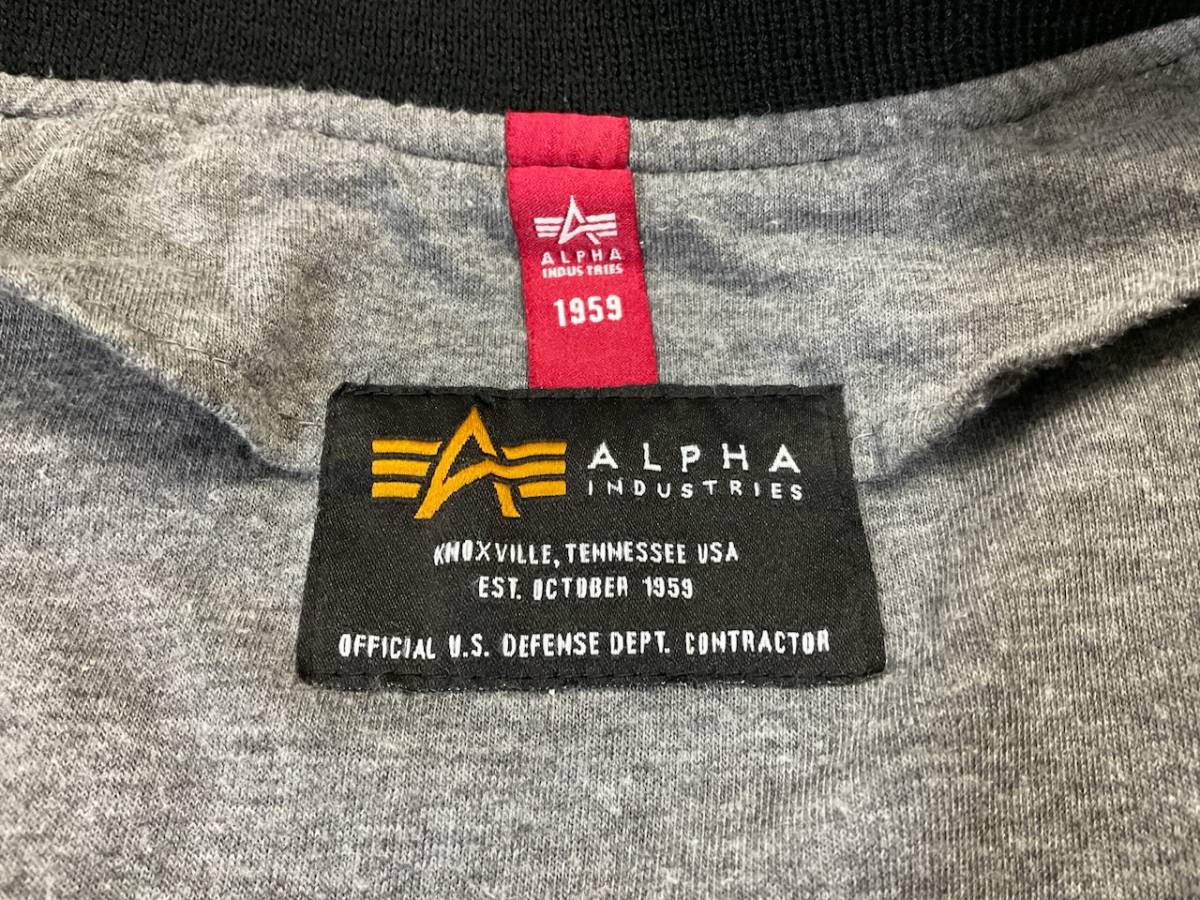 ALPHA
INDUSTRIES
1959
ALPHA
INDUSTRIES
KNOXVILLE, TENNESSEE USA
EST. OCTOBER 1959
OFFICIAL U.S. DEFENSE DEPT. CONTRACTOR